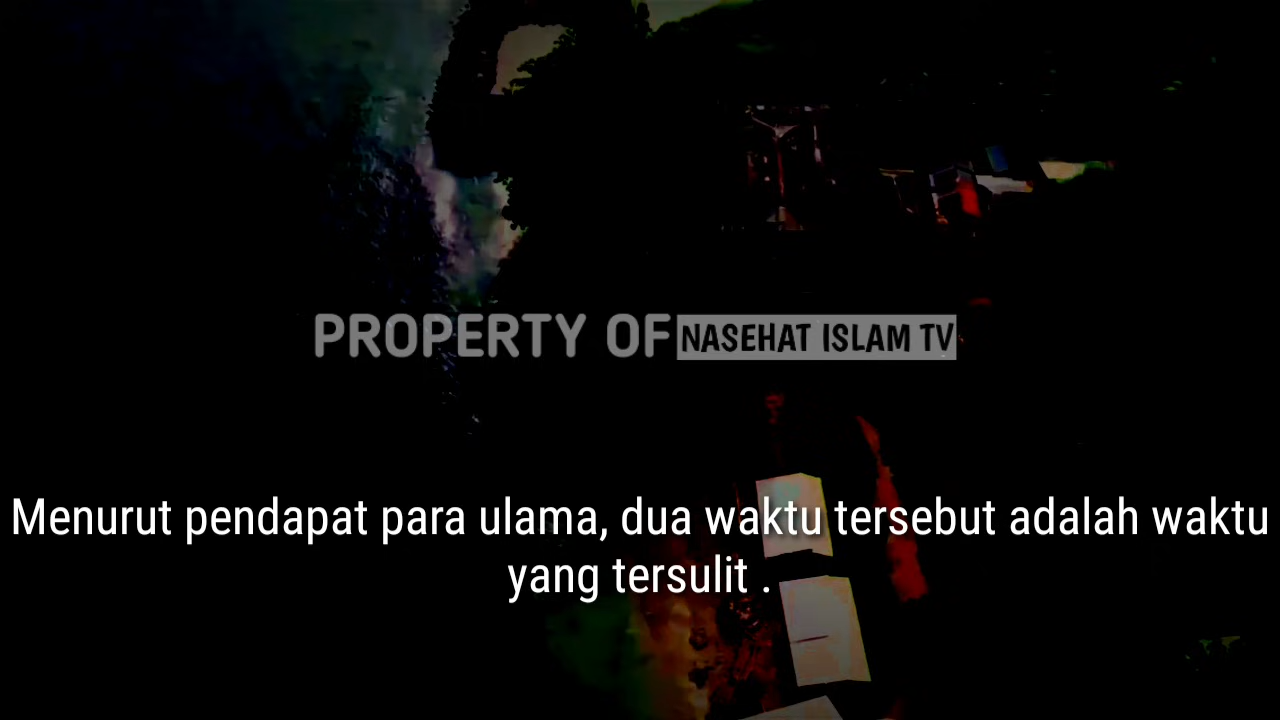 PROPERTY OF NASEHAT ISLAM TV
Menurut pendapat para ulama, dua waktu tersebut adalah waktu
yang tersulit .